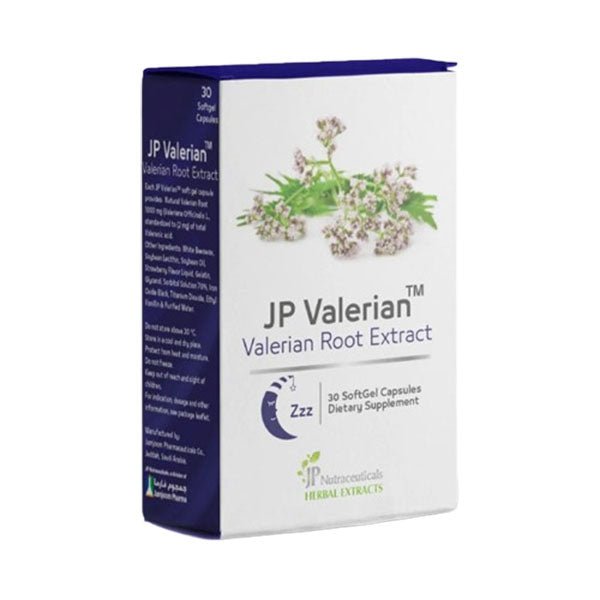 30
Softgel
Capsules
JP Valerian™
Valerian Root Extract
Each JP Valerian™ soft gel capsule
provides: Natural Valerian Root
1000 mg (Valeriana Officinalis L.,
standardized to (2 mg) of total
Valerenic acid.
Other Ingredients: White Beeswax,
Soybean Lecithin, Soybean Oil,
Strawberry Flavor Liquid, Gelatin,
Glycerol, Sorbitol Solution 70%, Iron
Oxide Black, Titanium Dioxide, Ethyl
Vanillin & Purified Water.
Do not store above 30 °C.
Store in a cool and dry place.
Protect from heat and moisture.
Do not freeze.
Keep out of reach and sight of
children.
For indication, dosage and other
information, see package leaflet.
Manufactured by:
Jamjoom Pharmaceuticals Co.,
Jeddah, Saudi Arabia.
JP Nutraceuticals a division of
جمجوم فارما
Jamjoom Pharma
JP Valerian™
Valerian Root Extract
Zzz
30 SoftGel Capsules
Dietary Supplement
JP Nutraceuticals
HERBAL EXTRACTS